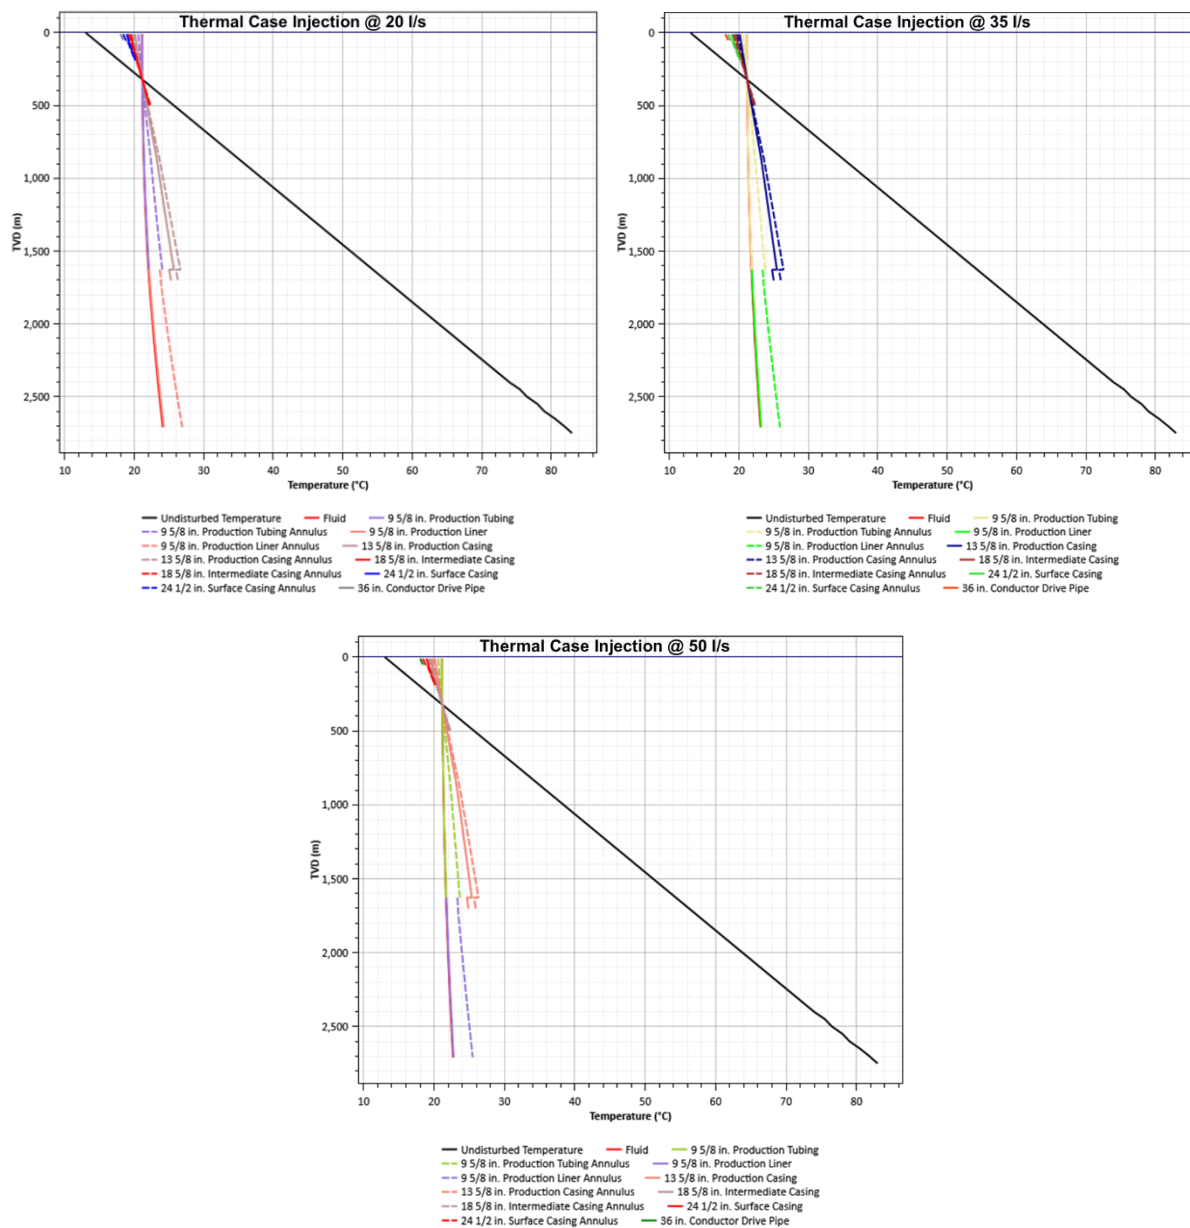 Thermal Case Injection @ 20 l/s
0
500
1,000
1,500
2,000
2,500
TVD (m)
10 20 30 40 50 60 70 80
Temperature (°C)
Undisturbed Temperature Fluid 9 5/8 in. Production Tubing
9 5/8 in. Production Tubing Annulus 9 5/8 in. Production Liner
9 5/8 in. Production Liner Annulus 13 5/8 in. Production Casing
13 5/8 in. Production Casing Annulus 18 5/8 in. Intermediate Casing
18 5/8 in. Intermediate Casing Annulus 24 1/2 in. Surface Casing
24 1/2 in. Surface Casing Annulus 36 in. Conductor Drive Pipe
Thermal Case Injection @ 35 l/s
0
500
1,000
1,500
2,000
2,500
TVD (m)
10 20 30 40 50 60 70 80
Temperature (°C)
Undisturbed Temperature Fluid 9 5/8 in. Production Tubing
9 5/8 in. Production Tubing Annulus 9 5/8 in. Production Liner
9 5/8 in. Production Liner Annulus 13 5/8 in. Production Casing
13 5/8 in. Production Casing Annulus 18 5/8 in. Intermediate Casing
18 5/8 in. Intermediate Casing Annulus 24 1/2 in. Surface Casing
24 1/2 in. Surface Casing Annulus 36 in. Conductor Drive Pipe
Thermal Case Injection @ 50 l/s
0
500
1,000
1,500
2,000
2,500
TVD (m)
10 20 30 40 50 60 70 80
Temperature (°C)
Undisturbed Temperature Fluid 9 5/8 in. Production Tubing
9 5/8 in. Production Tubing Annulus 9 5/8 in. Production Liner
9 5/8 in. Production Liner Annulus 13 5/8 in. Production Casing
13 5/8 in. Production Casing Annulus 18 5/8 in. Intermediate Casing
18 5/8 in. Intermediate Casing Annulus 24 1/2 in. Surface Casing
24 1/2 in. Surface Casing Annulus 36 in. Conductor Drive Pipe